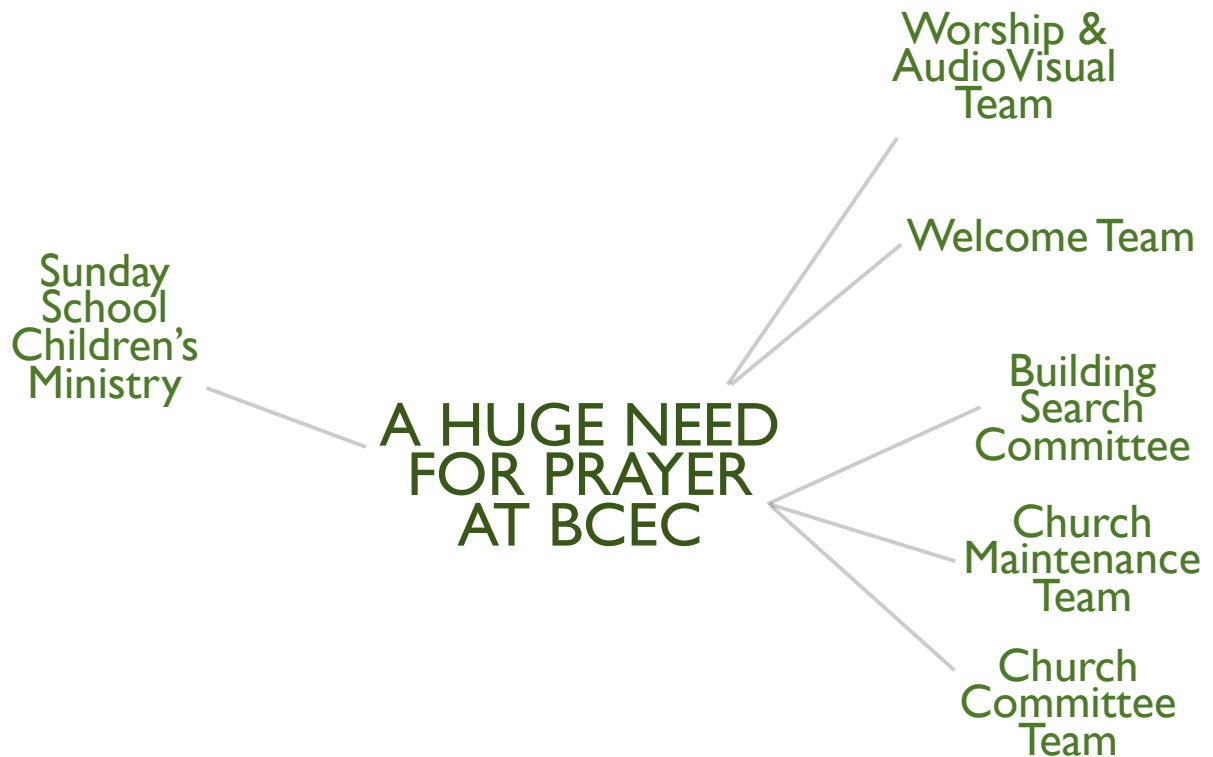 Worship &
AudioVisual
Team
Welcome Team
Sunday
School
Children’s
Ministry
A HUGE NEED
FOR PRAYER
AT BCEC
Building
Search
Committee
Church
Maintenance
Team
Church
Committee
Team